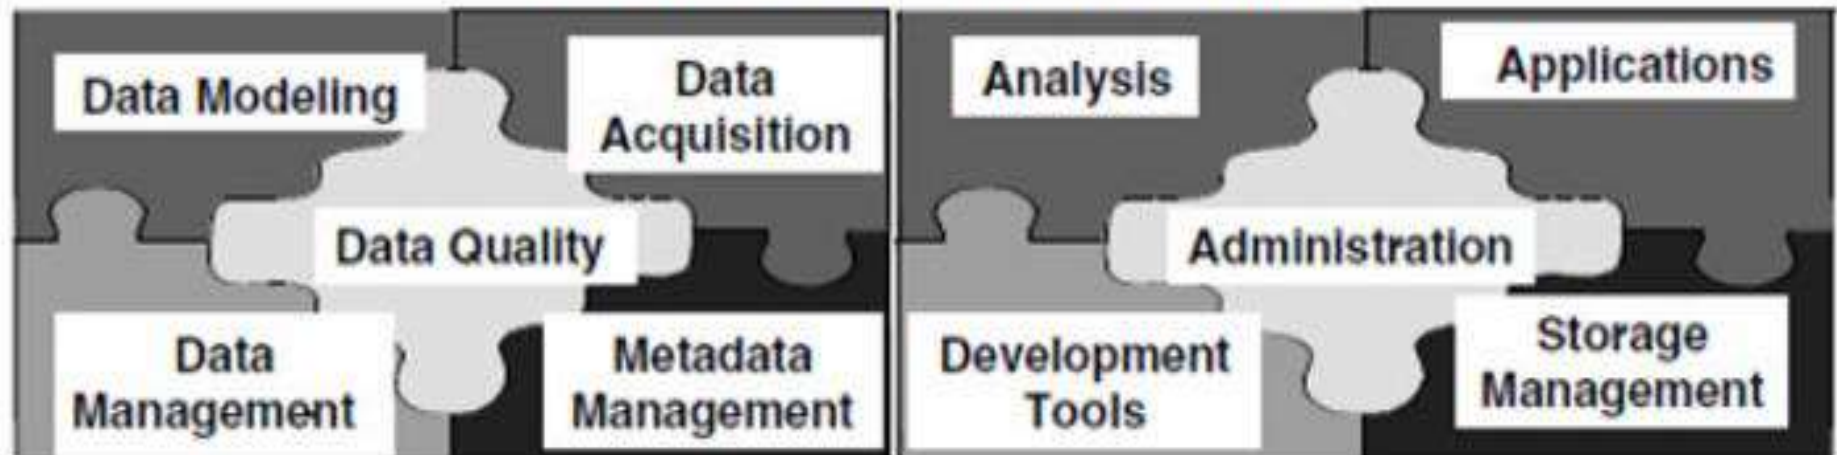 Data Modeling
Data
Acquisition
Data Quality
Data
Management
Metadata
Management
Analysis
Applications
Administration
Development
Tools
Storage
Management